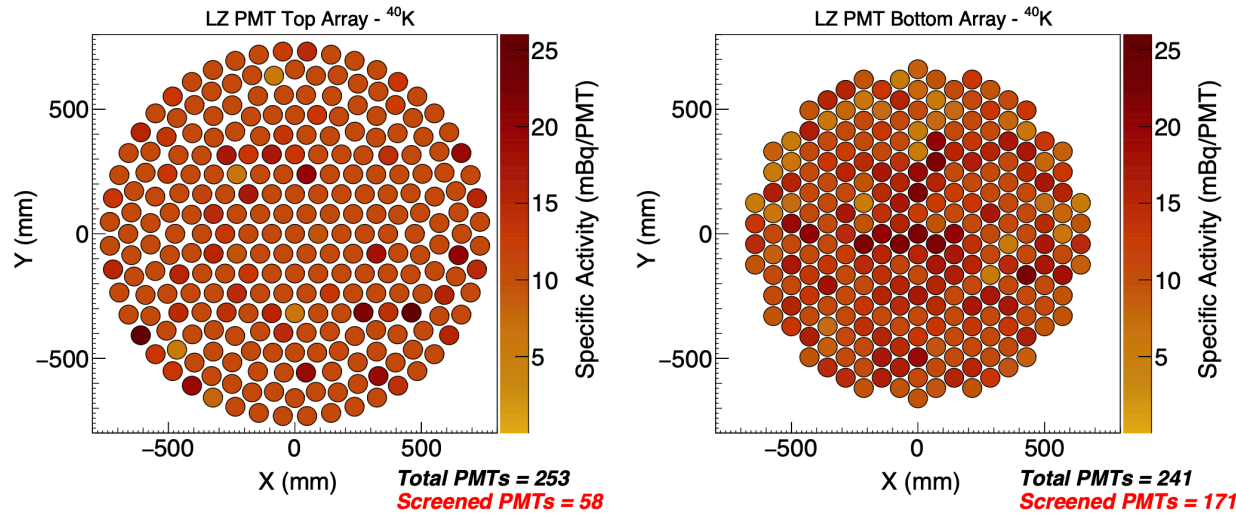 LZ PMT Top Array - ⁴⁰K
25
20
15
10
5
Specific Activity (mBq/PMT)
500
0
−500
Y (mm)
−500
0
500
X (mm)
Total PMTs = 253
Screened PMTs = 58
LZ PMT Bottom Array - ⁴⁰K
25
20
15
10
5
Specific Activity (mBq/PMT)
500
0
−500
Y (mm)
−500
0
500
X (mm)
Total PMTs = 241
Screened PMTs = 171